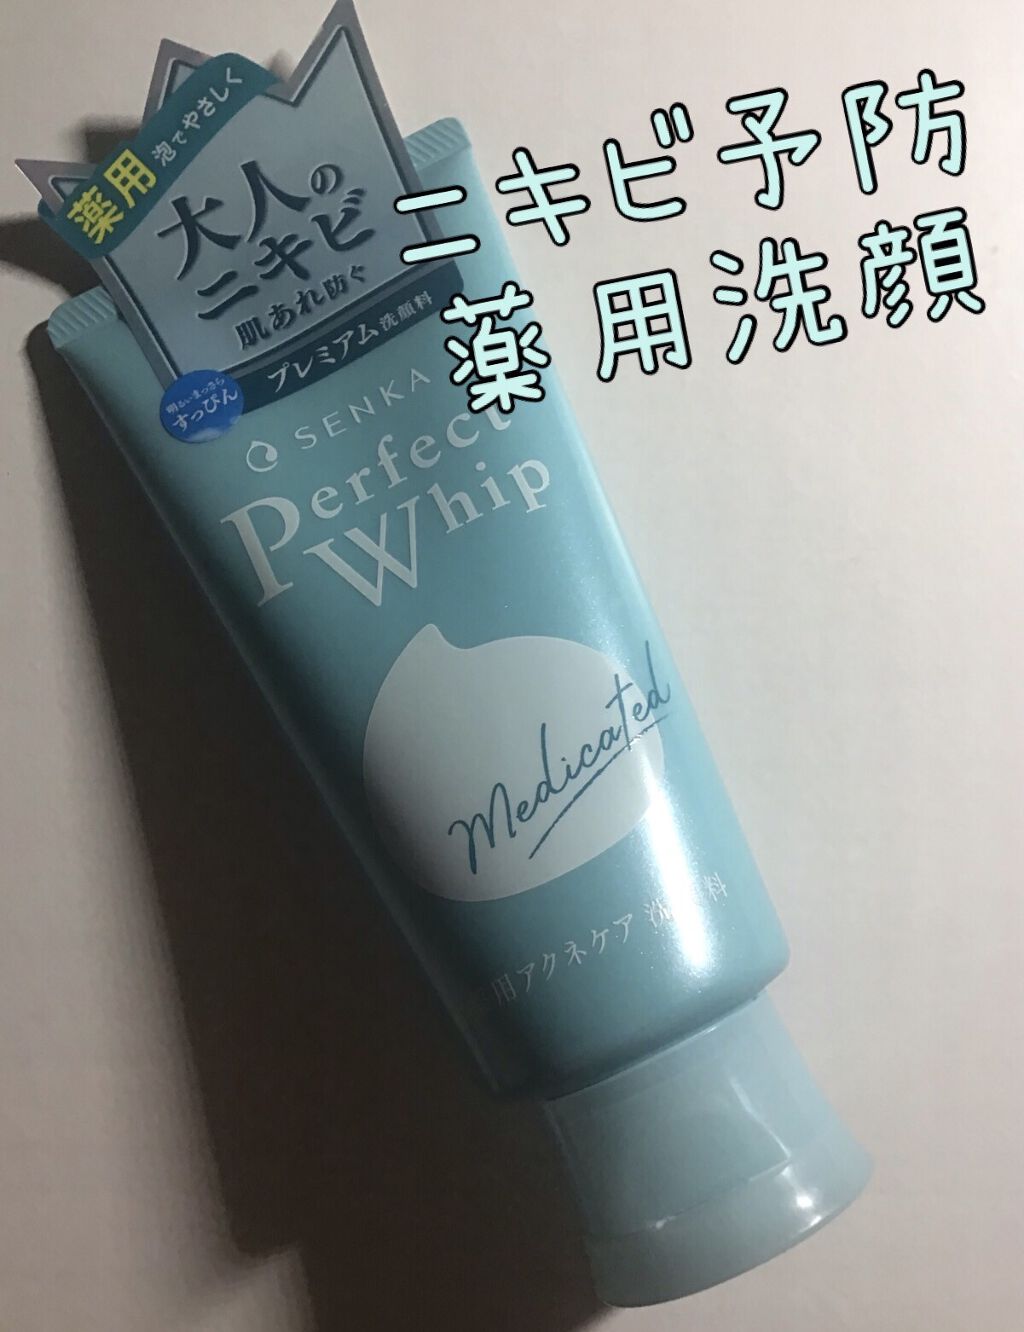 薬用 泡でやさしく
大人の
ニキビ
肌あれ防ぐ
プレミアム洗顔料
明るいまっさら
すっぴん
SENKA
Perfect
Whip
Medicated
薬用アクネケア 洗顔料
ニキビ予防
薬用洗顔